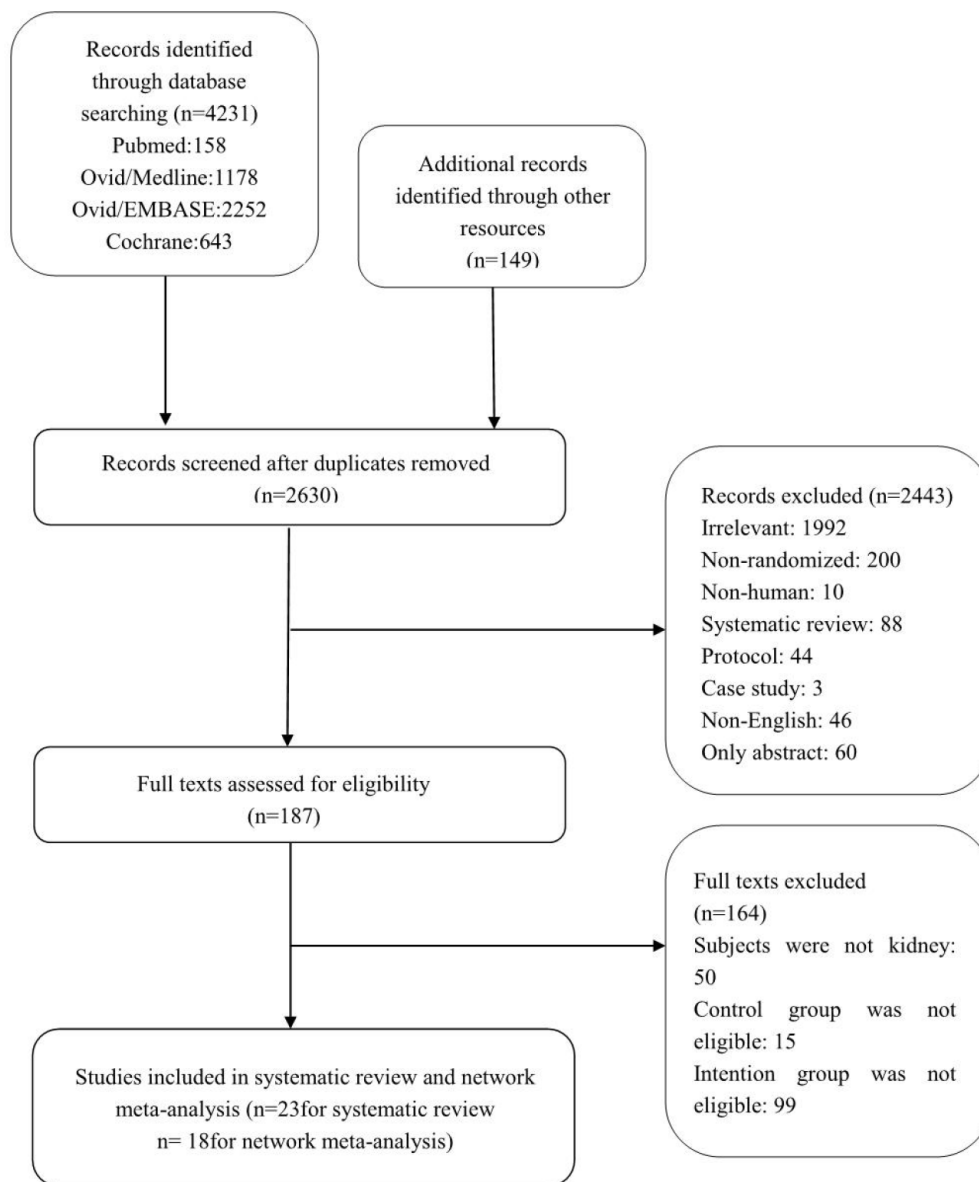 Records identified
through database
searching (n=4231)
Pubmed:158
Ovid/Medline:1178
Ovid/EMBASE:2252
Cochrane:643
Additional records
identified through other
resources
(n=149)
Records screened after duplicates removed
(n=2630)
Records excluded (n=2443)
Irrelevant: 1992
Non-randomized: 200
Non-human: 10
Systematic review: 88
Protocol: 44
Case study: 3
Non-English: 46
Only abstract: 60
Full texts assessed for eligibility
(n=187)
Full texts excluded
(n=164)
Subjects were not kidney:
50
Control group was not
eligible: 15
Intention group was not
eligible: 99
Studies included in systematic review and network
meta-analysis (n=23for systematic review
n= 18for network meta-analysis)